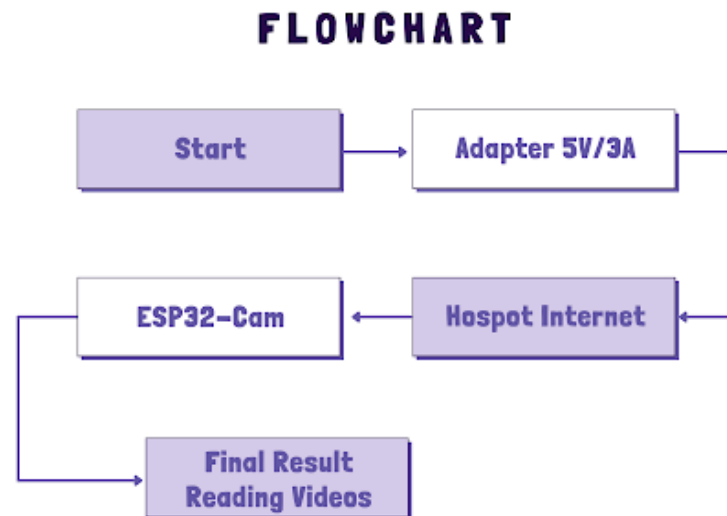 FLOWCHART
Start
Adapter 5V/3A
ESP32-Cam
Hospot Internet
Final Result
Reading Videos